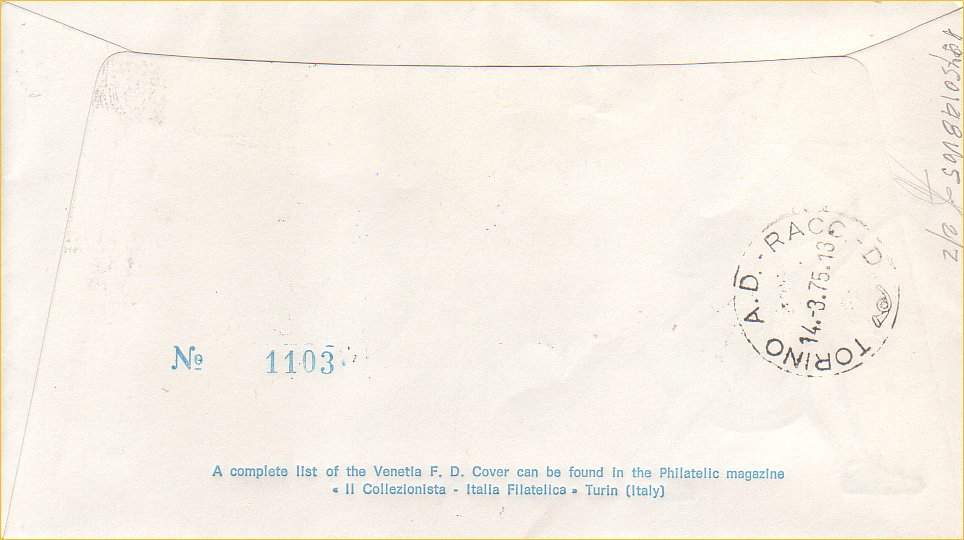 TORINO A.D. - RACC. - D
14.-3.75.13
Nº 1103
A complete list of the Venetia F. D. Cover can be found in the Philatelic magazine
« Il Collezionista - Italia Filatelica » Turin (Italy)